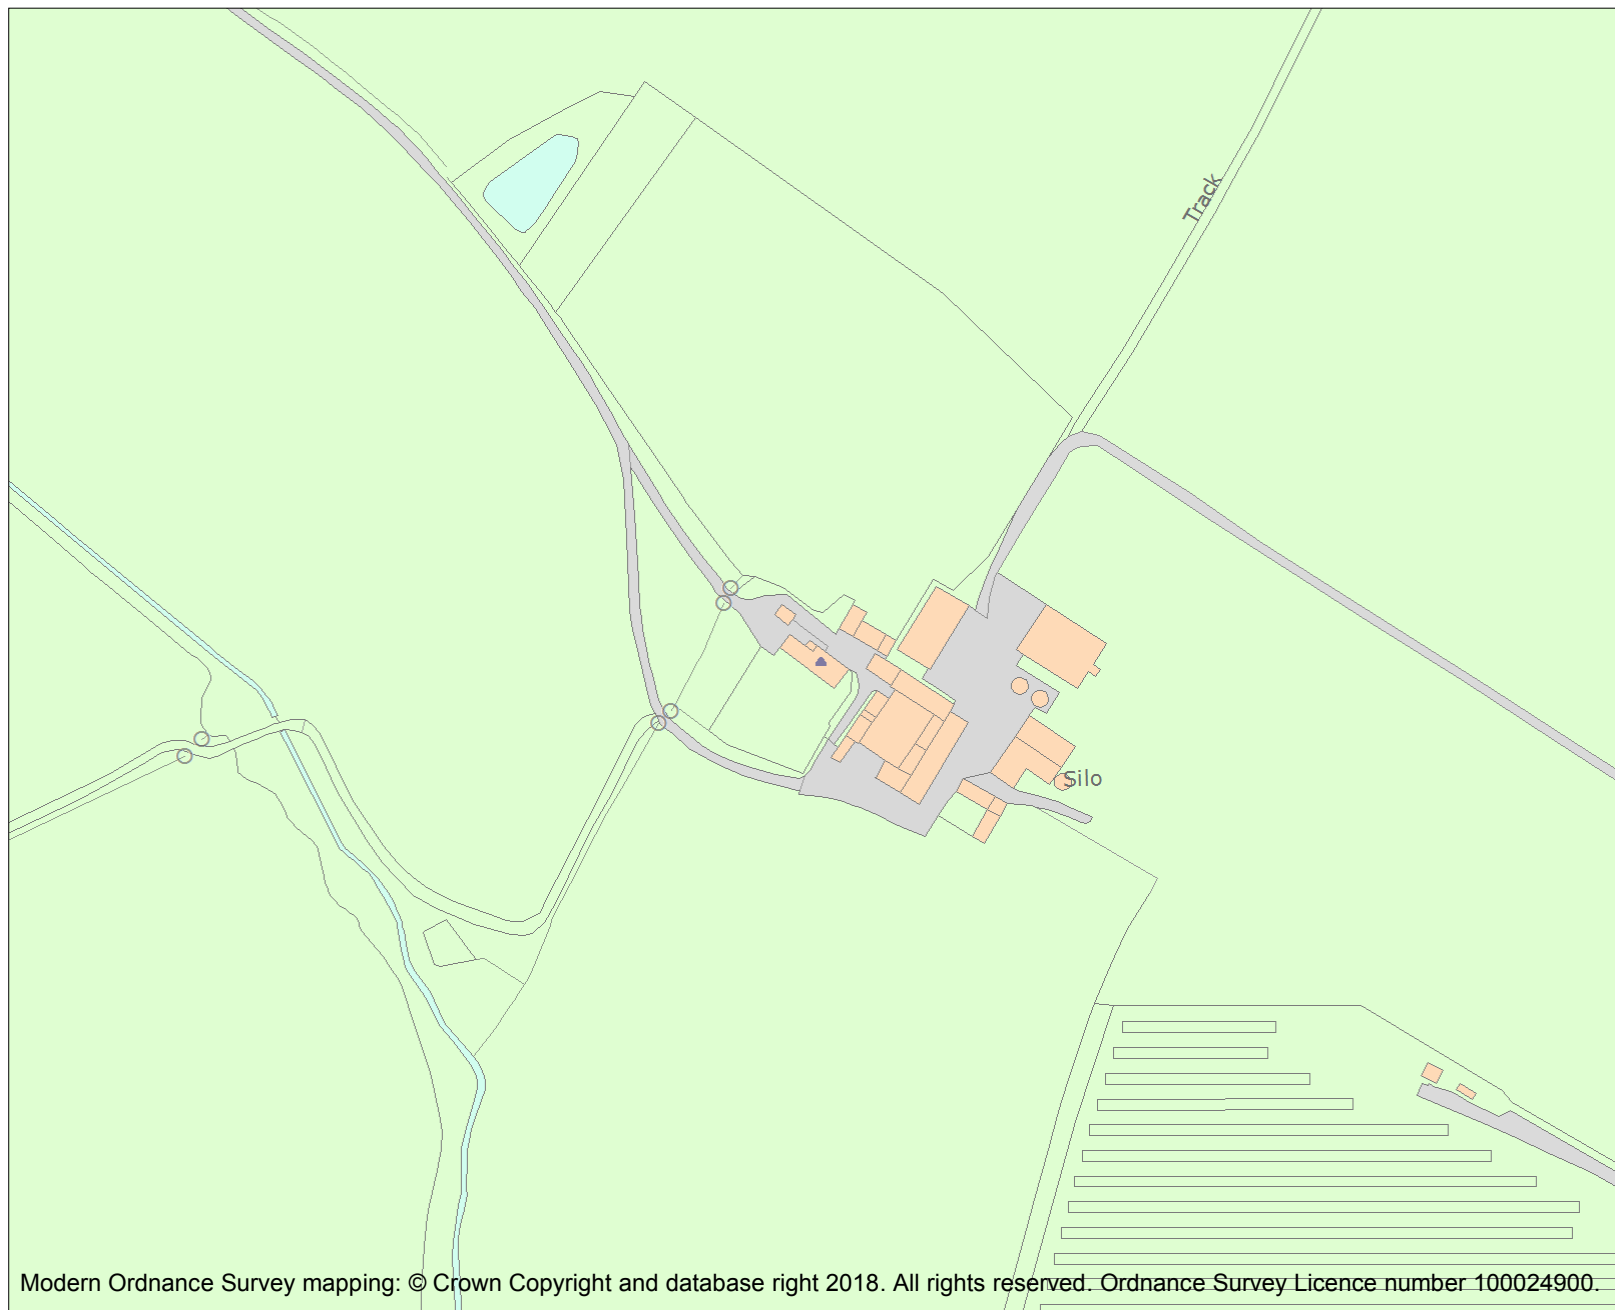 Track
Silo
Modern Ordnance Survey mapping: © Crown Copyright and database right 2018. All rights reserved. Ordnance Survey Licence number 100024900.